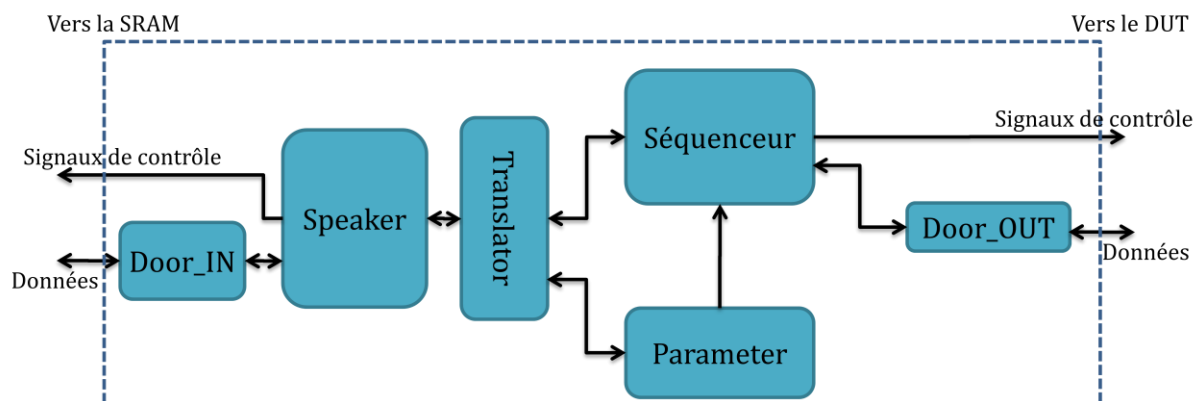 Vers la SRAM
Vers le DUT
Signaux de contrôle
Séquenceur
Signaux de contrôle
Speaker
Translator
Door_IN
Door_OUT
Données
Données
Parameter